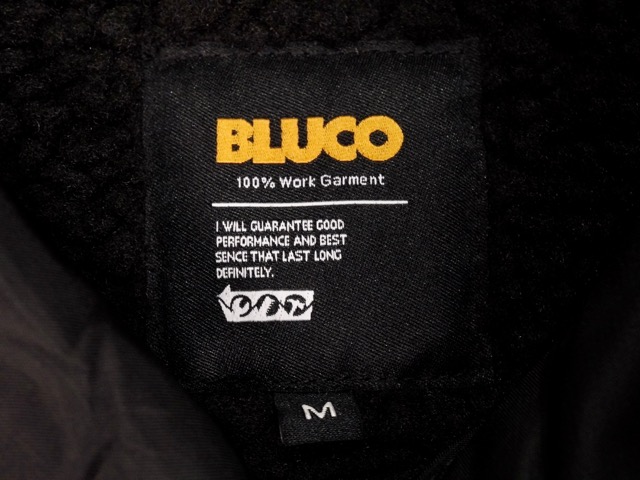 BLUCO
100% Work Garment
I WILL GUARANTEE GOOD
PERFORMANCE AND BEST
SENCE THAT LAST LONG
DEFINITELY.
M